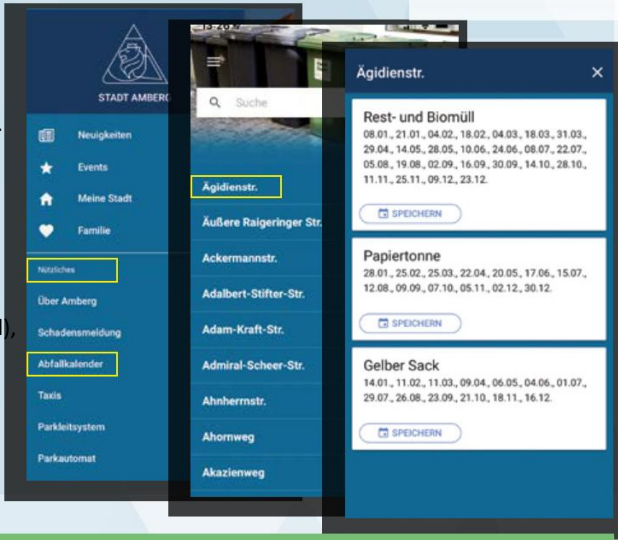 STADT AMBERG
Neuigkeiten
Events
Meine Stadt
Familie
Nützliches
Über Amberg
Schadensmeldung
Abfallkalender
Taxis
Parkleitsystem
Parkautomat
),
13:26
Suche
Ägidienstr.
Äußere Raigeringer Str.
Ackermannstr.
Adalbert-Stifter-Str.
Adam-Kraft-Str.
Admiral-Scheer-Str.
Ahnherrnstr.
Ahornweg
Akazienweg
Ägidienstr.
Rest- und Biomüll
08.01., 21.01., 04.02., 18.02., 04.03., 18.03., 31.03.,
29.04., 14.05., 28.05., 10.06., 24.06., 08.07., 22.07.,
05.08., 19.08., 02.09., 16.09., 30.09., 14.10., 28.10.,
11.11., 25.11., 09.12., 23.12.
SPEICHERN
Papiertonne
28.01., 25.02., 25.03., 22.04., 20.05., 17.06., 15.07.,
12.08., 09.09., 07.10., 05.11., 02.12., 30.12.
SPEICHERN
Gelber Sack
14.01., 11.02., 11.03., 09.04., 06.05., 04.06., 01.07.,
29.07., 26.08., 23.09., 21.10., 18.11., 16.12.
SPEICHERN